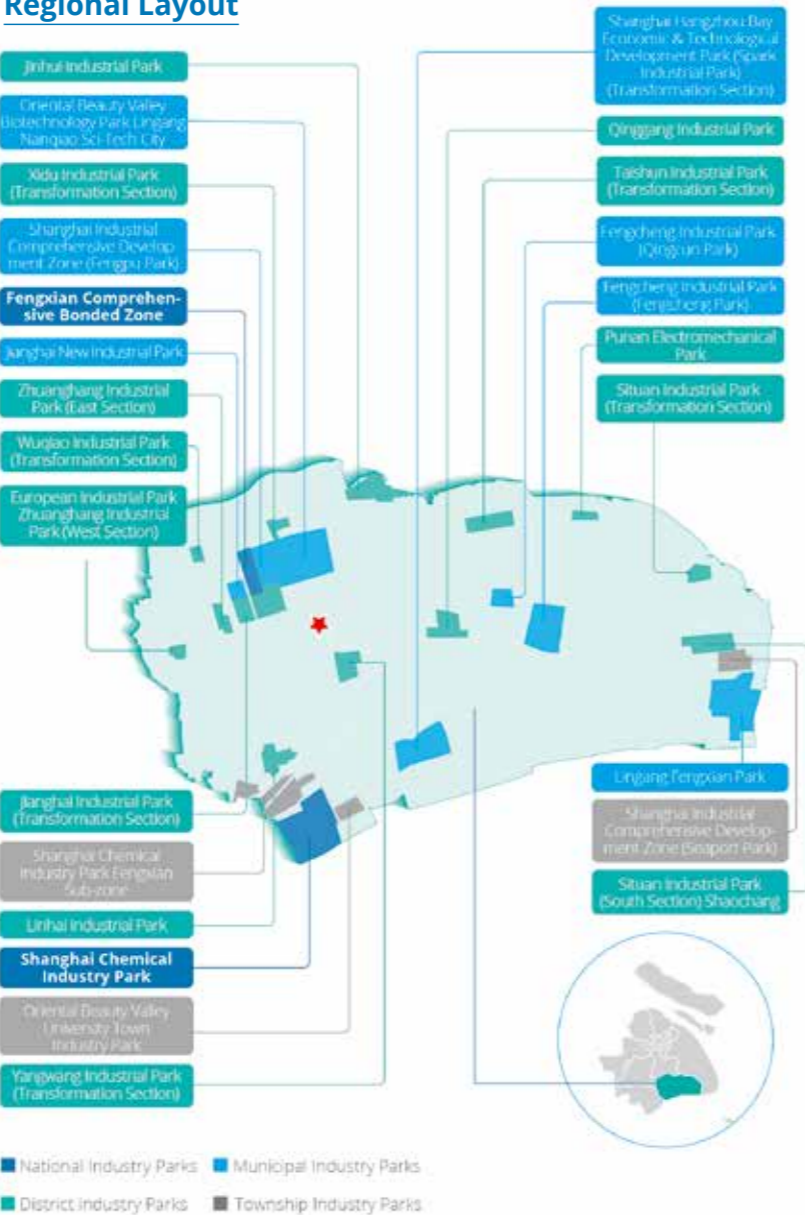 Regional Layout
Jinhui Industrial Park
Oriental Beauty Valley
Biotechnology Park Lingang
Nanqiao Sci-Tech City
Xidu Industrial Park
(Transformation Section)
Shanghai Industrial
Comprehensive Develop-
ment Zone (Fengpu Park)
Fengxian Comprehen-
sive Bonded Zone
Jianghai New Industrial Park
Zhuanghang Industrial
Park (East Section)
Wuqiao Industrial Park
(Transformation Section)
European Industrial Park
Zhuanghang Industrial
Park (West Section)
Jianghai Industrial Park
(Transformation Section)
Shanghai Chemical
Industry Park Fengxian
Sub-zone
Linhai Industrial Park
Shanghai Chemical
Industry Park
Oriental Beauty Valley
University Town
Industry Park
Yangwang Industrial Park
(Transformation Section)
Shanghai Hangzhou Bay
Economic & Technological
Development Park (Spark
Industrial Park)
(Transformation Section)
Qinggang Industrial Park
Taishun Industrial Park
(Transformation Section)
Fengcheng Industrial Park
(Qingcun Park)
Fengcheng Industrial Park
(Fengcheng Park)
Punan Electromechanical
Park
Situan Industrial Park
(Transformation Section)
Lingang Fengxian Park
Shanghai Industrial
Comprehensive Develop-
ment Zone (Seaport Park)
Situan Industrial Park
(South Section) Shaochang
National Industry Parks
Municipal Industry Parks
District Industry Parks
Township Industry Parks